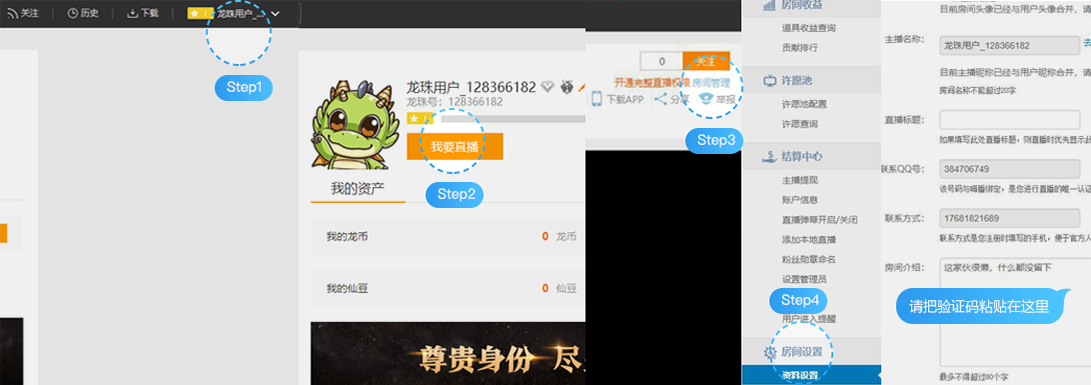 关注
历史
下载
1
龙珠用户_...
Step1
龙珠用户_128366182
龙珠号：128366182
1
我要直播
Step2
我的资产
我的龙币
0 龙币
我的仙豆
0 仙豆
尊贵身份 尽
0 关注
开通完整直播权限 房间管理
下载APP 分享 举报
Step3
房间收益
道具收益查询
贡献排行
许愿池
许愿池配置
许愿查询
结算中心
主播提现
账户信息
直播弹幕开启/关闭
添加本地直播
粉丝勋章命名
设置管理员
Step4
用户进入提醒
房间设置
资料设置
目前房间头像已经与用户头像合并，请
主播名称：
龙珠用户_128366182
去
目前主播昵称已经与用户昵称合并，请
房间名称不能超过20字
直播标题：
如果填写此处直播标题，则直播时优先显示此
联系QQ号：
384706749
该号码与嗨播绑定，是您进行直播的唯一认证
联系方式：
17681821689
联系方式是您注册时填写的手机，便于官方人
房间介绍：
这家伙很懒，什么都没留下
请把验证码粘贴在这里
最多不得超过80个字